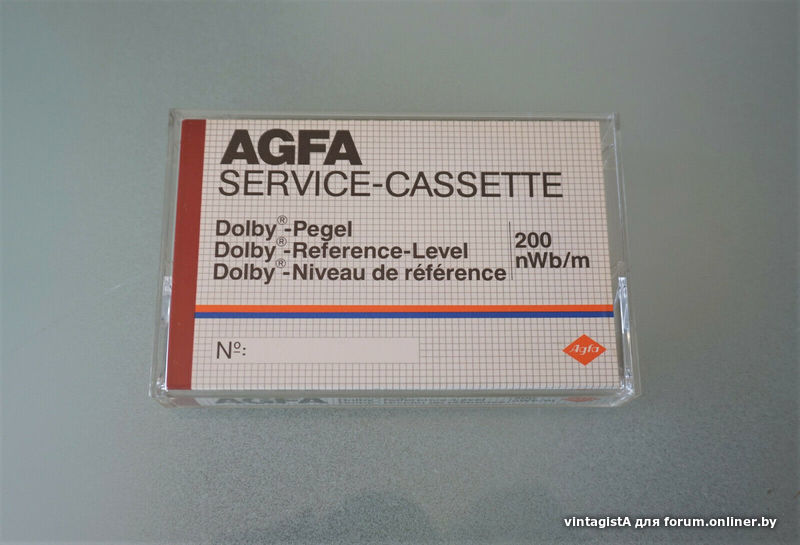 AGFA
SERVICE-CASSETTE
Dolby®-Pegel
Dolby®-Reference-Level
Dolby®-Niveau de référence
200
nWb/m
Nº:
Agfa
AGFA
vintagistA для forum.onliner.by